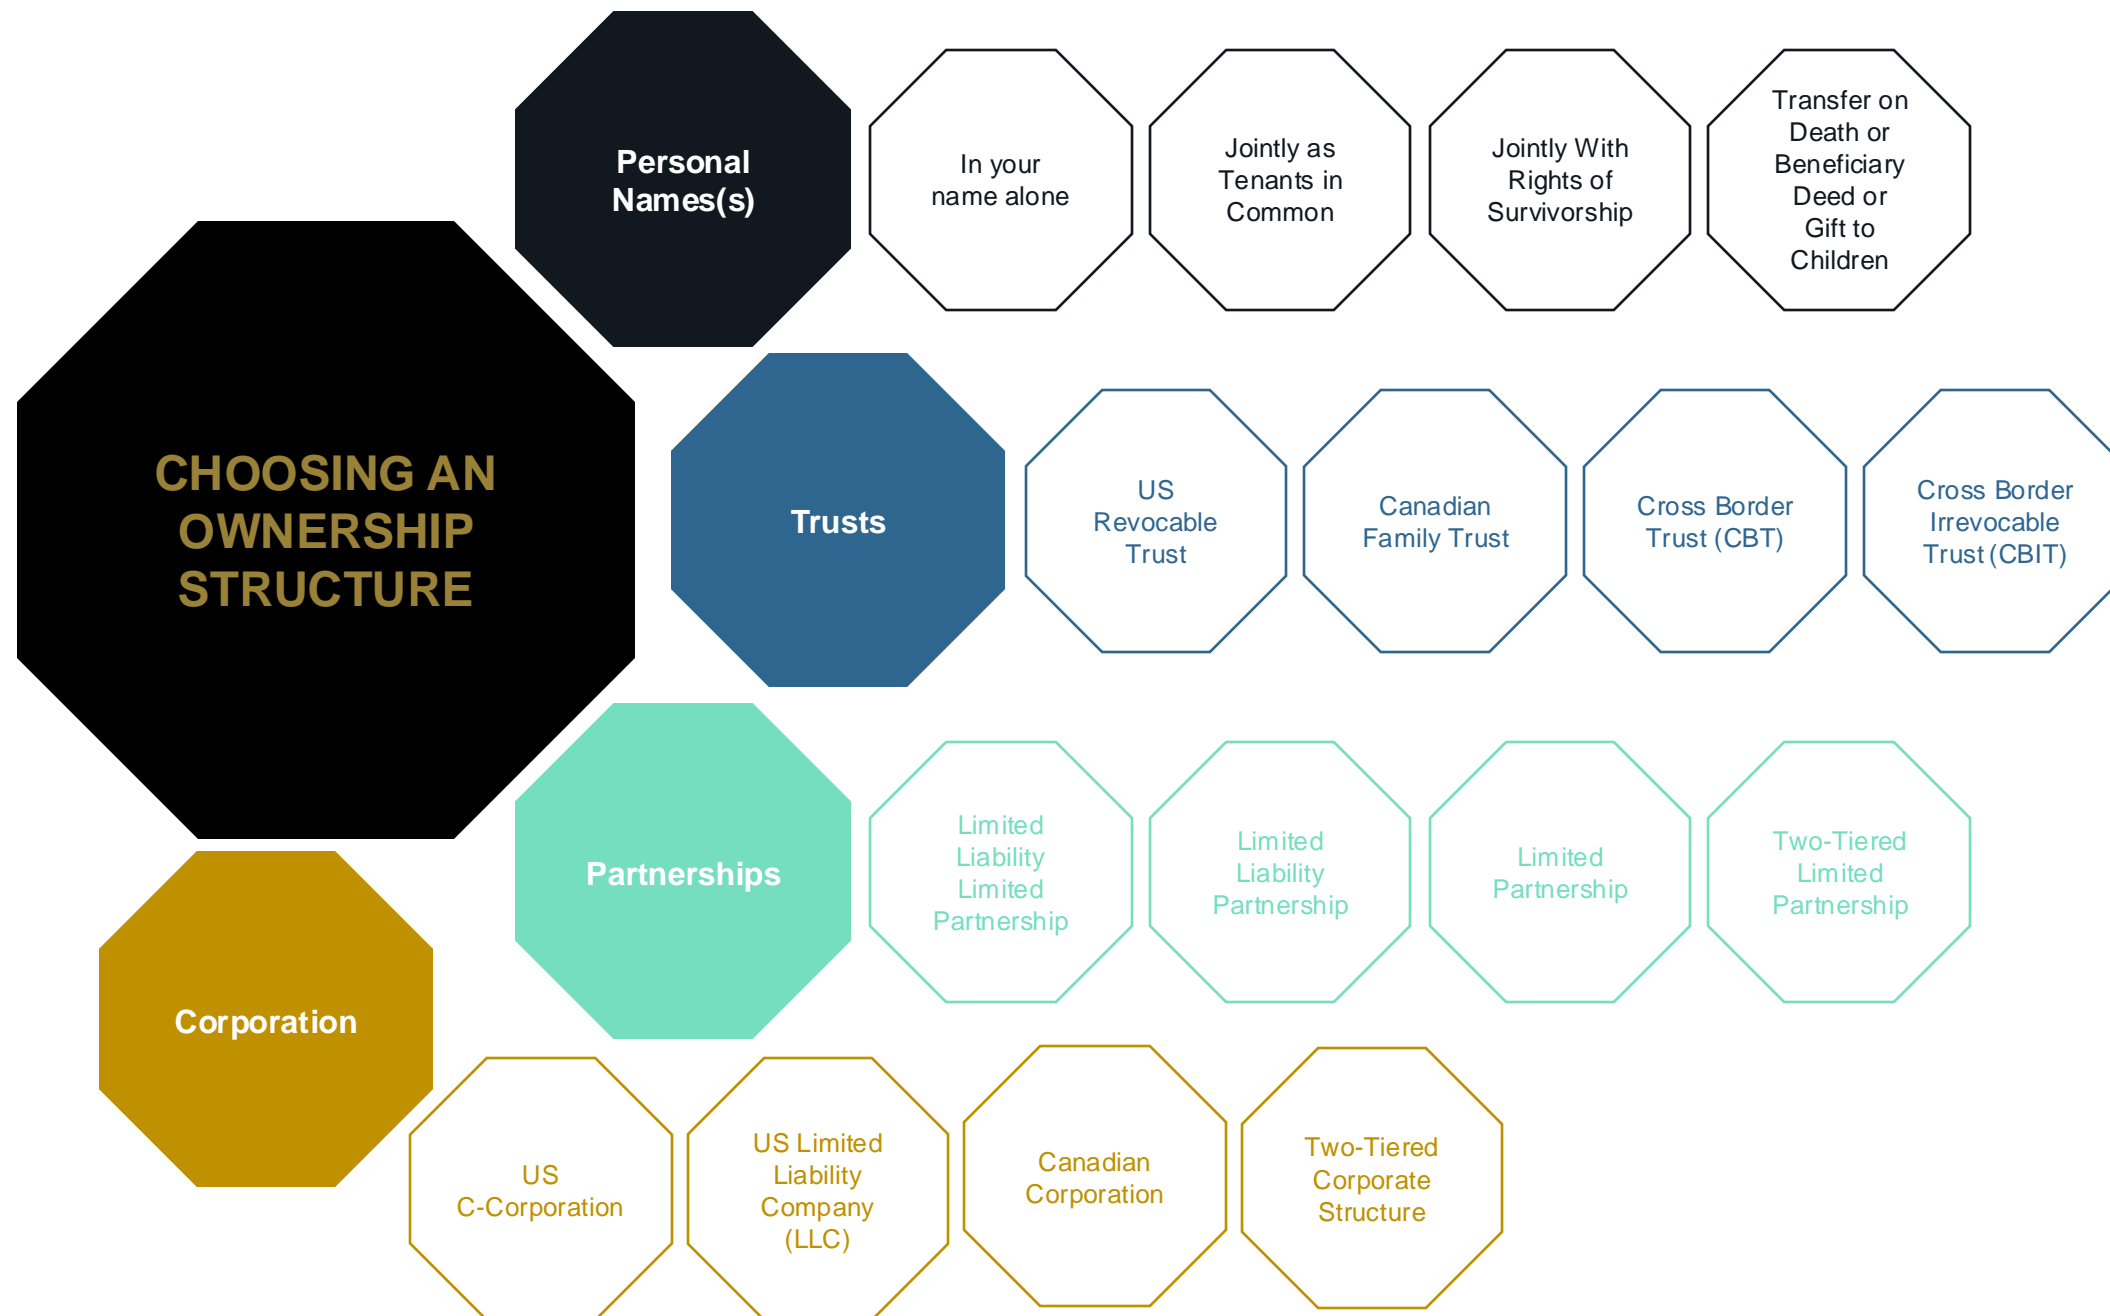 CHOOSING AN
OWNERSHIP
STRUCTURE
Personal
Names(s)
In your
name alone
Jointly as
Tenants in
Common
Jointly With
Rights of
Survivorship
Transfer on
Death or
Beneficiary
Deed or
Gift to
Children
Trusts
US
Revocable
Trust
Canadian
Family Trust
Cross Border
Trust (CBT)
Cross Border
Irrevocable
Trust (CBIT)
Partnerships
Limited
Liability
Limited
Partnership
Limited
Liability
Partnership
Limited
Partnership
Two-Tiered
Limited
Partnership
Corporation
US
C-Corporation
US Limited
Liability
Company
(LLC)
Canadian
Corporation
Two-Tiered
Corporate
Structure